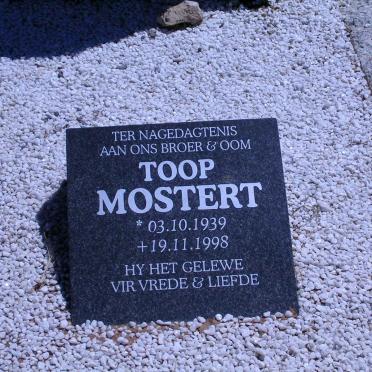 TER NAGEDAGTENIS
AAN ONS BROER & OOM
TOOP
MOSTERT
* 03.10.1939
+19.11.1998
HY HET GELEWE
VIR VREDE & LIEFDE